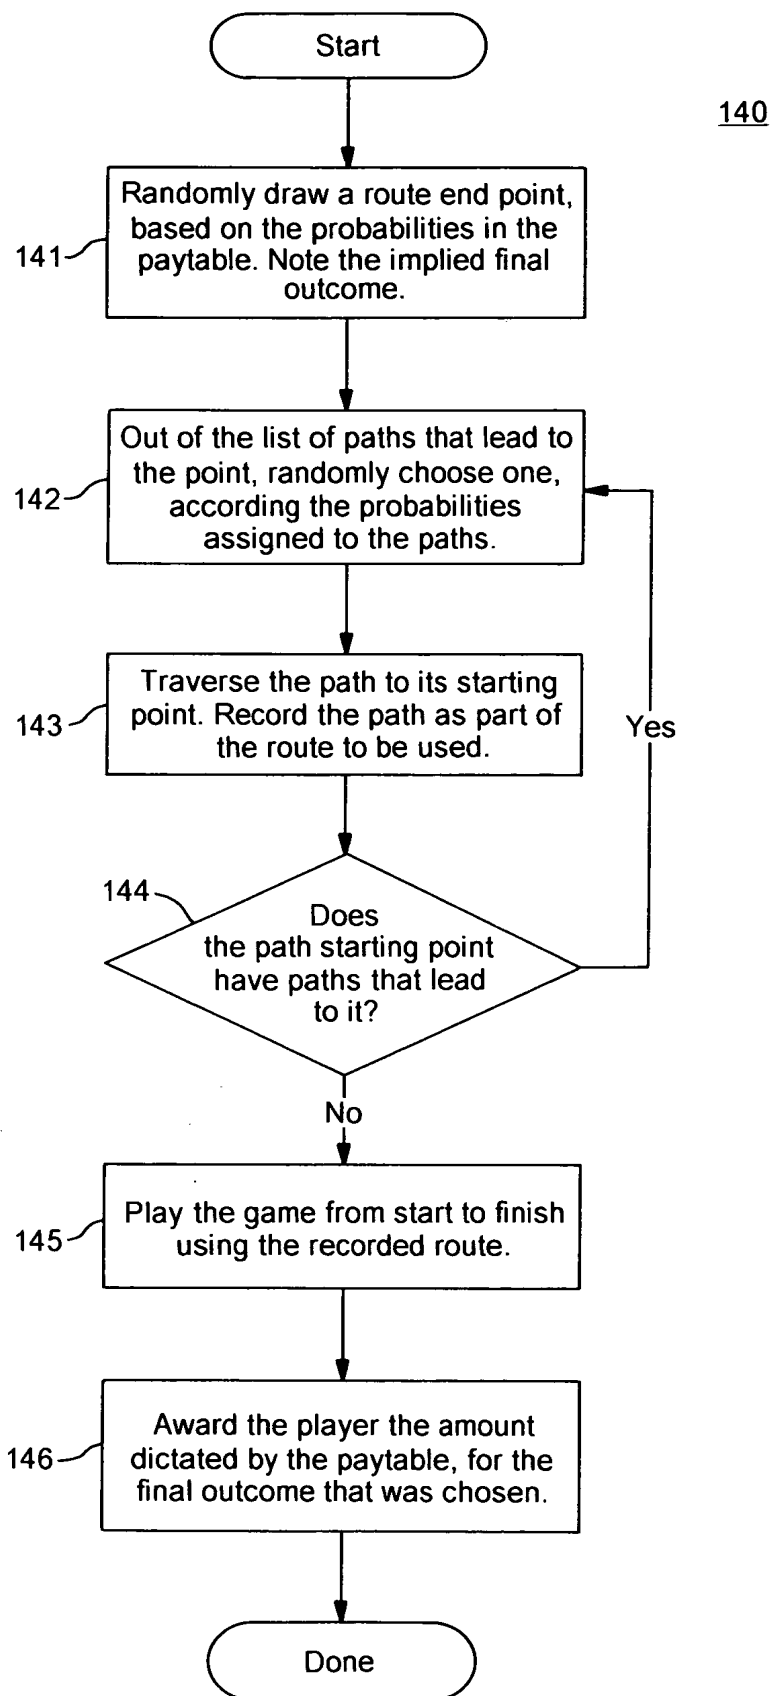 Start
140
Randomly draw a route end point,
based on the probabilities in the
paytable. Note the implied final
outcome.
141
Out of the list of paths that lead to
the point, randomly choose one,
according the probabilities
assigned to the paths.
142
Traverse the path to its starting
point. Record the path as part of
the route to be used.
143
Yes
144
Does
the path starting point
have paths that lead
to it?
No
Play the game from start to finish
using the recorded route.
145
Award the player the amount
dictated by the paytable, for the
final outcome that was chosen.
146
Done